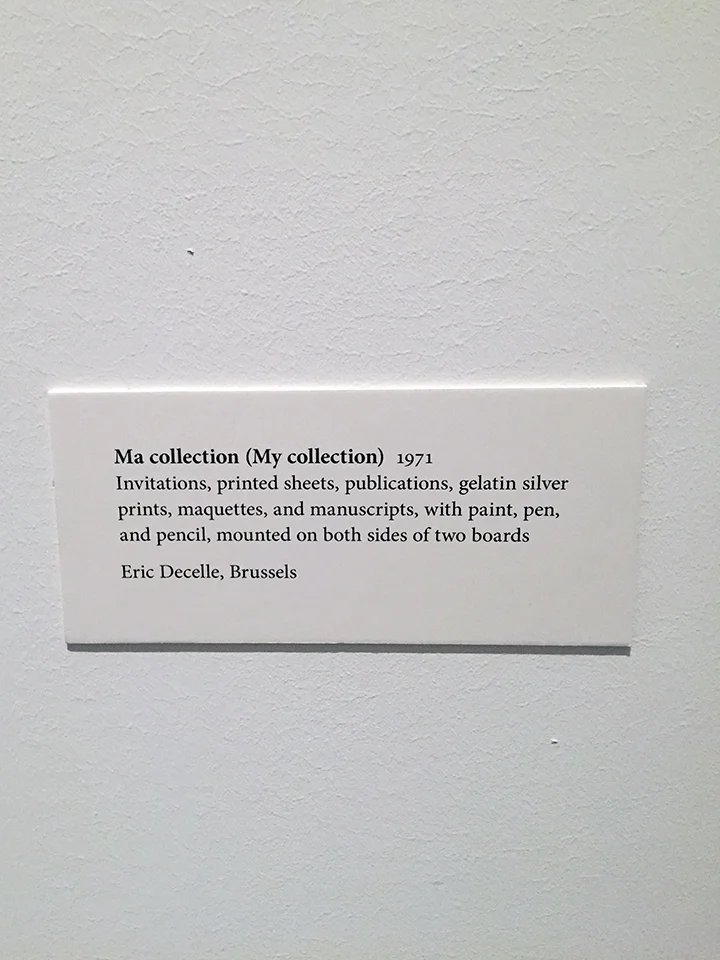 Ma collection (My collection) 1971
Invitations, printed sheets, publications, gelatin silver
prints, maquettes, and manuscripts, with paint, pen,
and pencil, mounted on both sides of two boards
Eric Decelle, Brussels